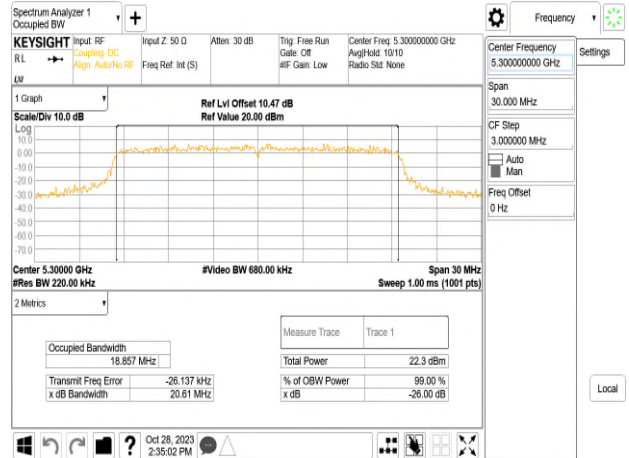 Spectrum Analyzer 1
Occupied BW
Frequency
KEYSIGHT
Input: RF
Input Z: 50 Ω
Atten: 30 dB
Trig: Free Run
Center Freq: 5.300000000 GHz
RL
Coupling: DC
Gate: Off
Avg|Hold: 10/10
Align: Auto/No RF
Freq Ref: Int (S)
#IF Gain: Low
Radio Std: None
Center Frequency
5.300000000 GHz
Settings
Span
30.000 MHz
CF Step
3.000000 MHz
Auto
Man
Freq Offset
0 Hz
1 Graph
Ref Lvl Offset 10.47 dB
Scale/Div 10.0 dB
Ref Value 20.00 dBm
Log
10.0
0.00
-10.0
-20.0
-30.0
-40.0
-50.0
-60.0
-70.0
Center 5.30000 GHz
#Video BW 680.00 kHz
Span 30 MHz
#Res BW 220.00 kHz
Sweep 1.00 ms (1001 pts)
2 Metrics
Measure Trace
Trace 1
Occupied Bandwidth
18.857 MHz
Total Power
22.3 dBm
Transmit Freq Error
-26.137 kHz
% of OBW Power
99.00 %
x dB Bandwidth
20.61 MHz
x dB
-26.00 dB
Local
?
Oct 28, 2023
2:35:02 PM